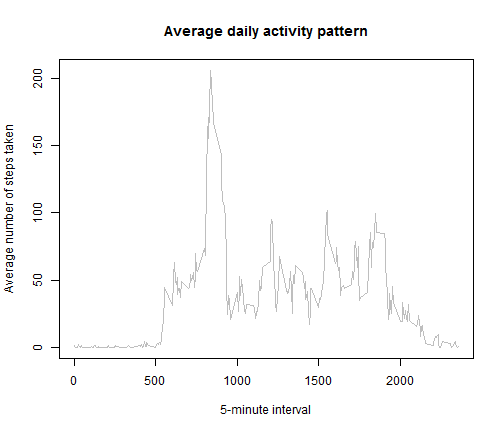 Average daily activity pattern
Average number of steps taken
200
150
100
50
0
0 500 1000 1500 2000
5-minute interval